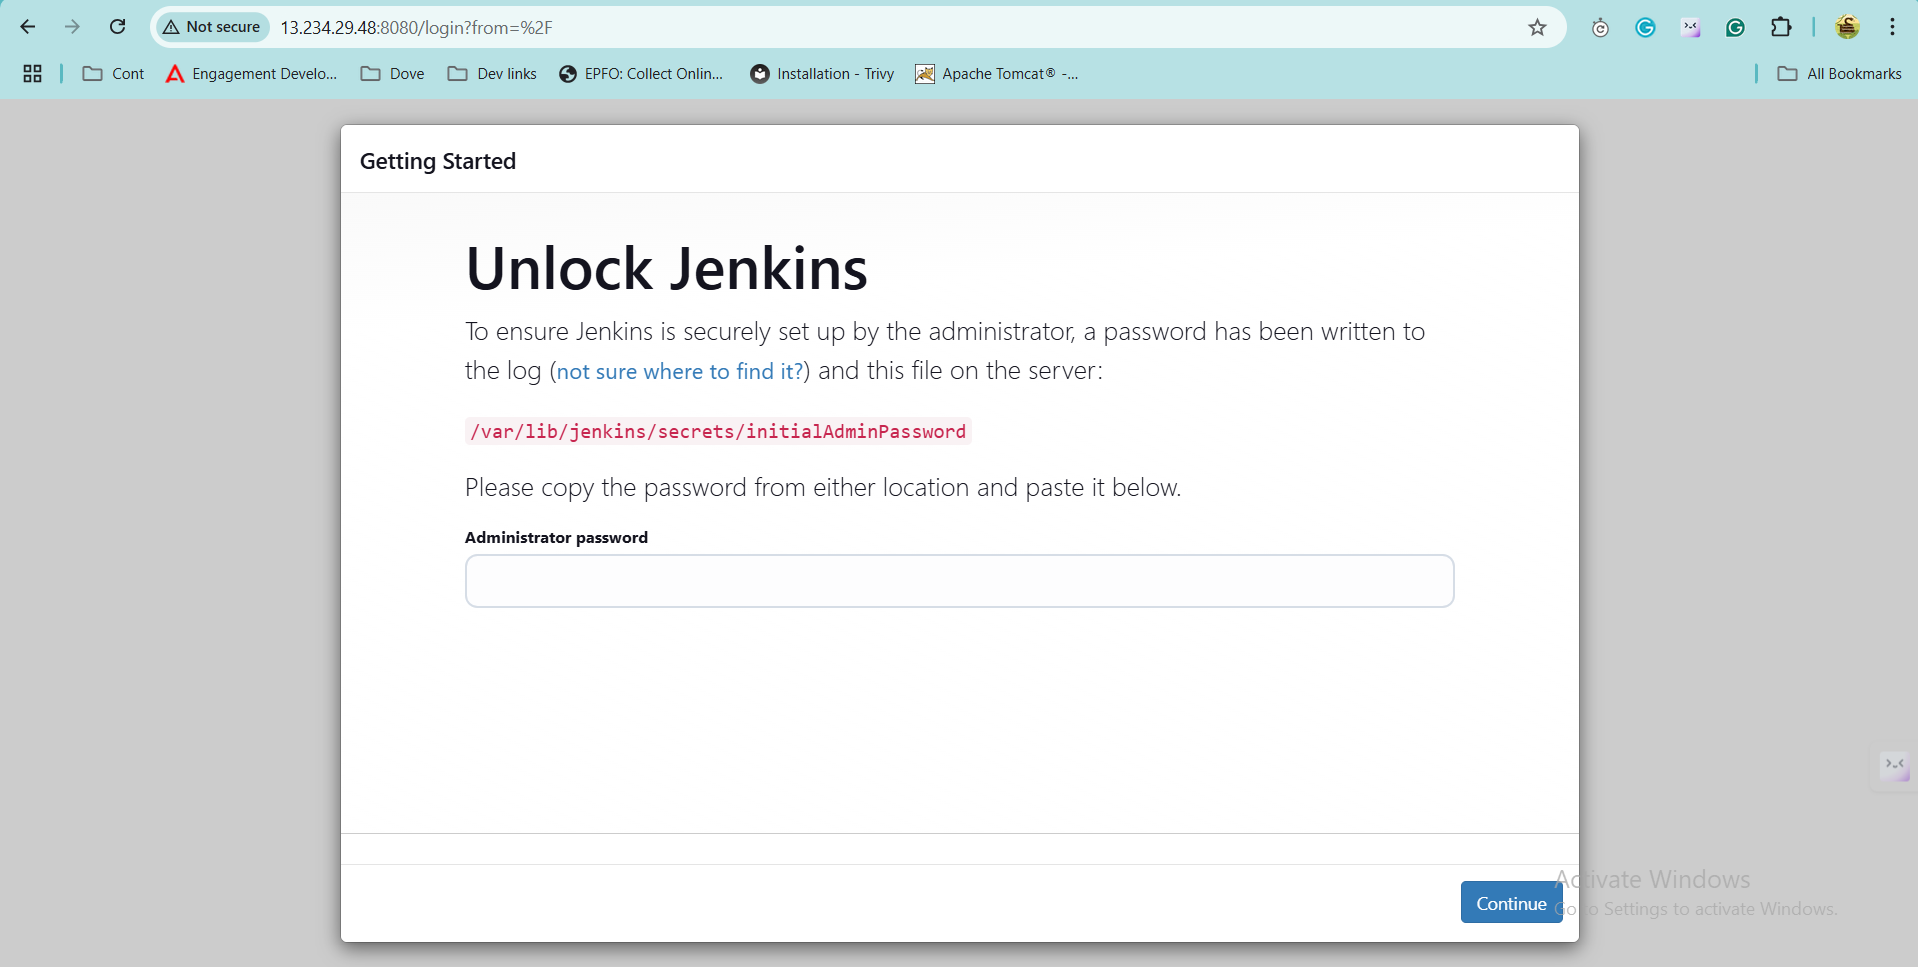 Not secure 13.234.29.48:8080/login?from=%2F
Cont Engagement Develo... Dove Dev links EPFO: Collect Onlin... Installation - Trivy Apache Tomcat® -... All Bookmarks
Getting Started
Unlock Jenkins
To ensure Jenkins is securely set up by the administrator, a password has been written to
the log (not sure where to find it?) and this file on the server:
/var/lib/jenkins/secrets/initialAdminPassword
Please copy the password from either location and paste it below.
Administrator password
Activate Windows
Continue
Go to Settings to activate Windows.